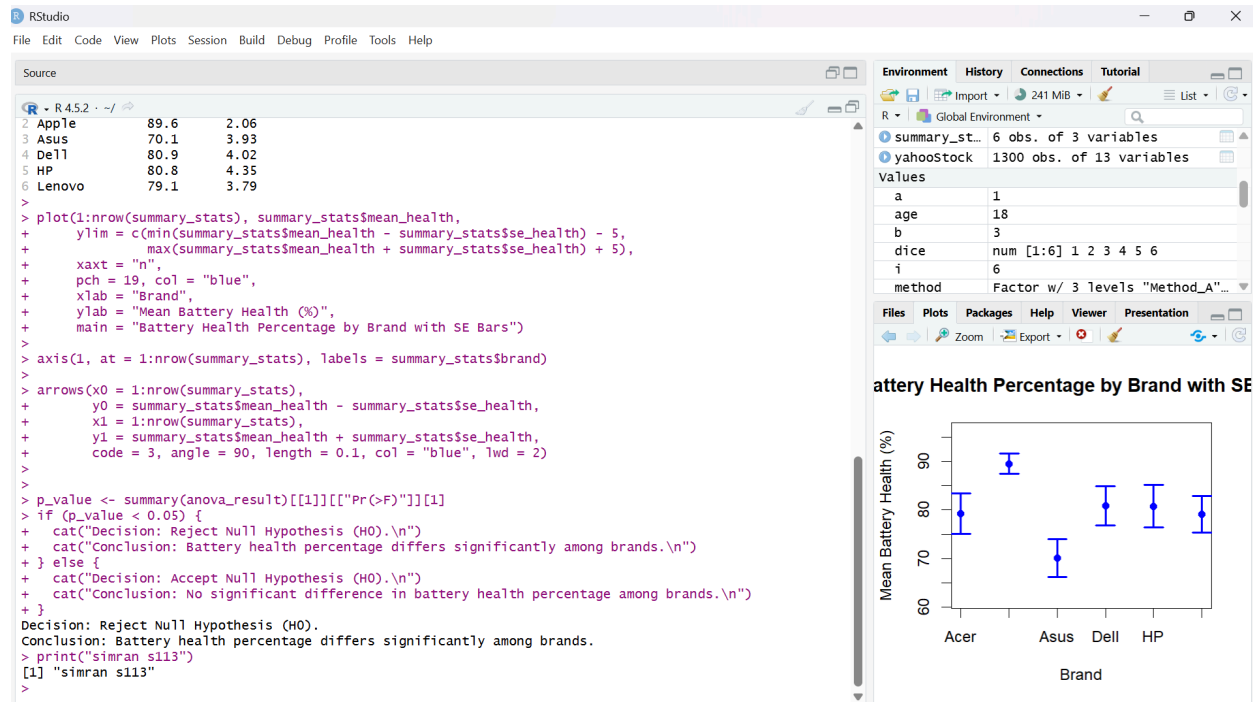 RStudio
File Edit Code View Plots Session Build Debug Profile Tools Help
Source
R 4.5.2 · ~/
2 Apple 89.6 2.06
3 Asus 70.1 3.93
4 Dell 80.9 4.02
5 HP 80.8 4.35
6 Lenovo 79.1 3.79
>
> plot(1:nrow(summary_stats), summary_stats$mean_health,
+ ylim = c(min(summary_stats$mean_health - summary_stats$se_health) - 5,
+ max(summary_stats$mean_health + summary_stats$se_health) + 5),
+ xaxt = "n",
+ pch = 19, col = "blue",
+ xlab = "Brand",
+ ylab = "Mean Battery Health (%)",
+ main = "Battery Health Percentage by Brand with SE Bars")
>
> axis(1, at = 1:nrow(summary_stats), labels = summary_stats$brand)
>
> arrows(x0 = 1:nrow(summary_stats),
+ y0 = summary_stats$mean_health - summary_stats$se_health,
+ x1 = 1:nrow(summary_stats),
+ y1 = summary_stats$mean_health + summary_stats$se_health,
+ code = 3, angle = 90, length = 0.1, col = "blue", lwd = 2)
>
>
> p_value <- summary(anova_result)[[1]][["Pr(>F)"]][1]
> if (p_value < 0.05) {
+ cat("Decision: Reject Null Hypothesis (H0).\n")
+ cat("Conclusion: Battery health percentage differs significantly among brands.\n")
+ } else {
+ cat("Decision: Accept Null Hypothesis (H0).\n")
+ cat("Conclusion: No significant difference in battery health percentage among brands.\n")
+ }
Decision: Reject Null Hypothesis (H0).
Conclusion: Battery health percentage differs significantly among brands.
> print("simran s113")
[1] "simran s113"
>
Environment History Connections Tutorial
Import 241 MiB List
R Global Environment
summary_st… 6 obs. of 3 variables
yahooStock 1300 obs. of 13 variables
Values
a 1
age 18
b 3
dice num [1:6] 1 2 3 4 5 6
i 6
method Factor w/ 3 levels "Method_A"…
Files Plots Packages Help Viewer Presentation
Zoom Export
attery Health Percentage by Brand with SE
Mean Battery Health (%)
90
80
70
60
Acer Asus Dell HP
Brand